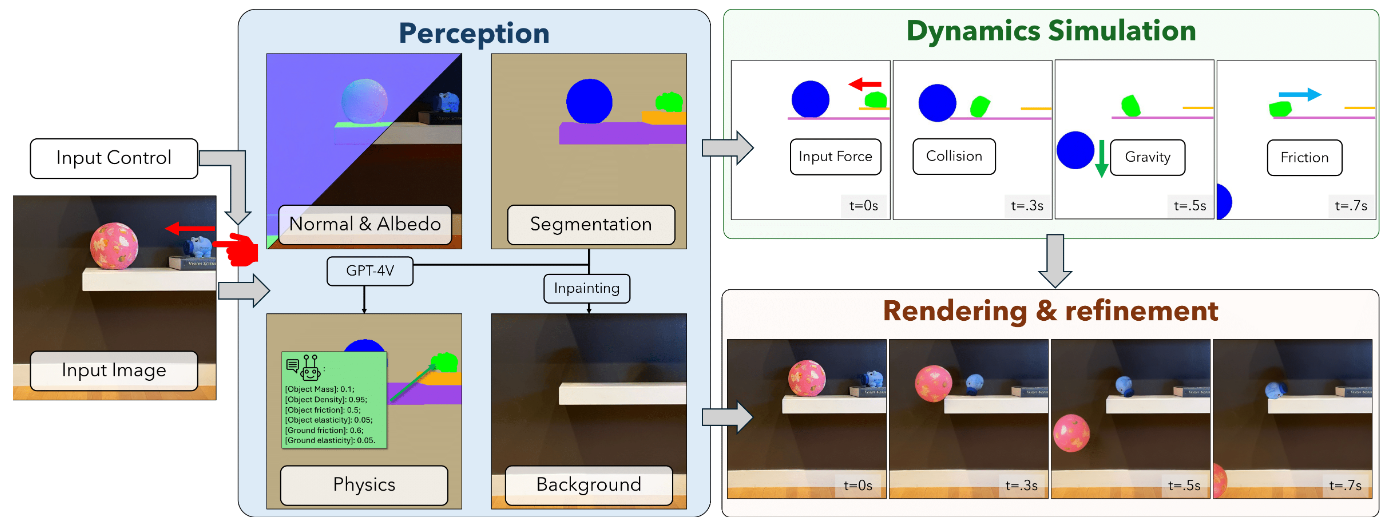 Perception
Dynamics Simulation
Input Control
Input Image
Normal & Albedo
Segmentation
GPT-4V
Inpainting
:
[Object Mass]: 0.1;
[Object Density]: 0.95;
[Object friction]: 0.5;
[Object elasticity]: 0.05;
[Ground friction]: 0.6;
[Ground elasticity]: 0.05.
Physics
Background
Input Force
t=0s
Collision
t=.3s
Gravity
t=.5s
Friction
t=.7s
Rendering & refinement
t=0s
t=.3s
t=.5s
t=.7s